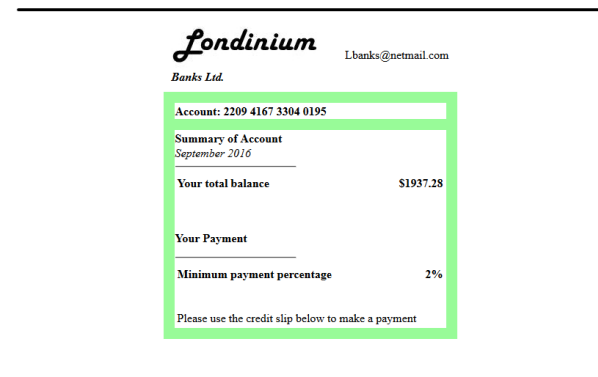 Londinium
Lbanks@netmail.com
Banks Ltd.
Account: 2209 4167 3304 0195
Summary of Account
September 2016
Your total balance $1937.28
Your Payment
Minimum payment percentage 2%
Please use the credit slip below to make a payment